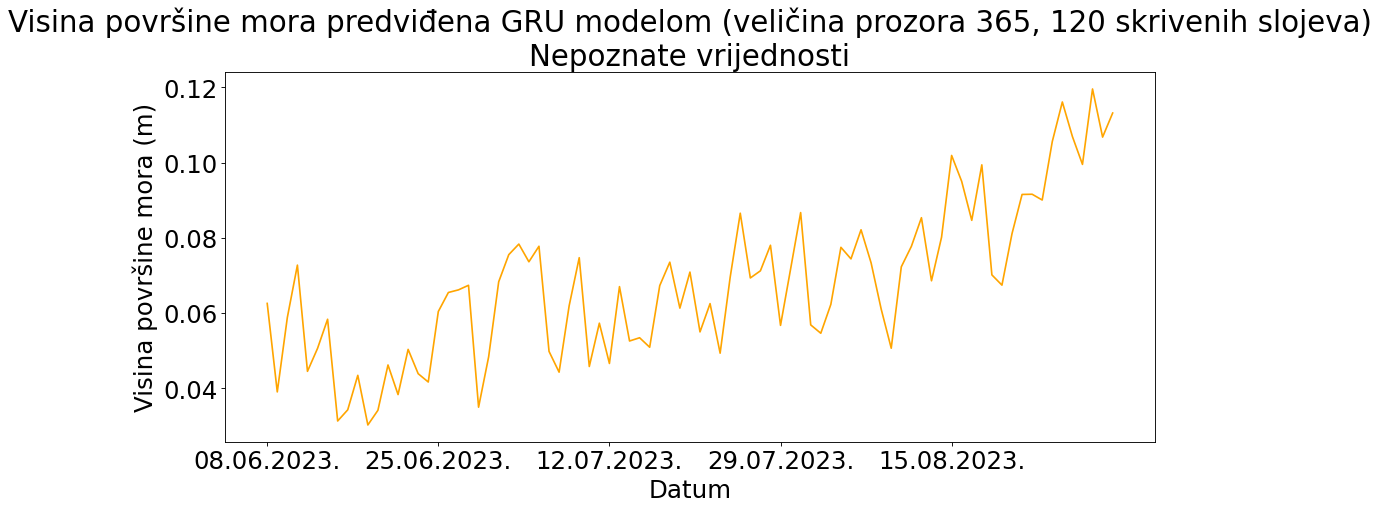 Visina površine mora predviđena GRU modelom (veličina prozora 365, 120 skrivenih slojeva)
Nepoznate vrijednosti
Visina površine mora (m)
0.12
0.10
0.08
0.06
0.04
08.06.2023. 25.06.2023. 12.07.2023. 29.07.2023. 15.08.2023.
Datum